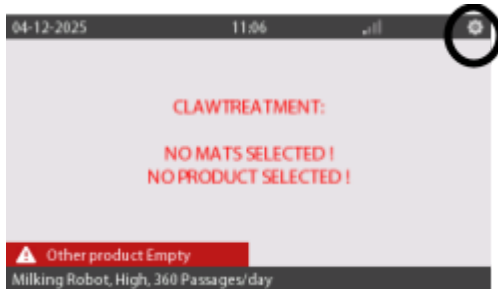 04-12-2025 11:06
CLAWTREATMENT:
NO MATS SELECTED !
NO PRODUCT SELECTED !
Other product Empty
Milking Robot, High, 360 Passages/day